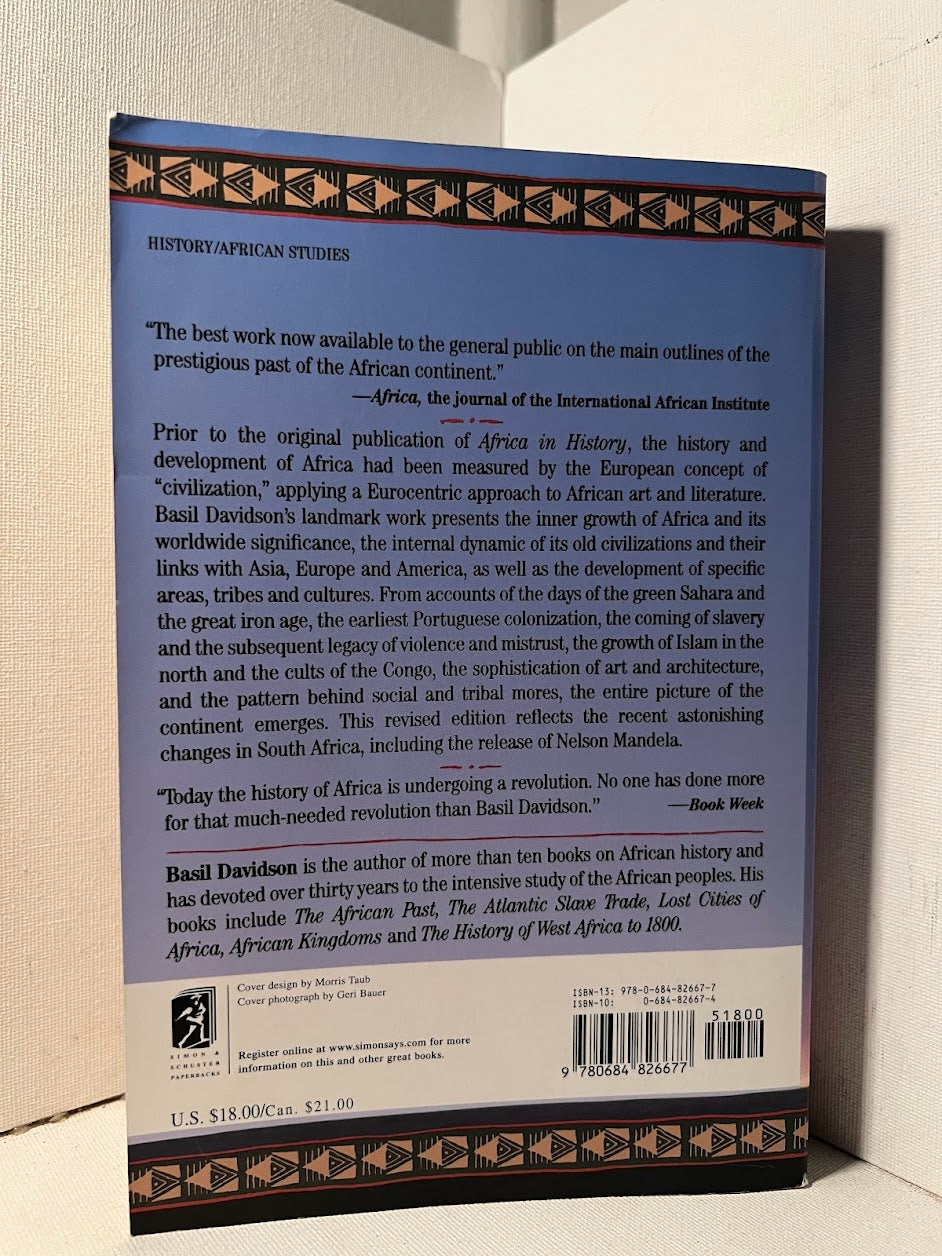 HISTORY/AFRICAN STUDIES
“The best work now available to the general public on the main outlines of the
prestigious past of the African continent.”
—Africa, the journal of the International African Institute
Prior to the original publication of Africa in History, the history and
development of Africa had been measured by the European concept of
“civilization,” applying a Eurocentric approach to African art and literature.
Basil Davidson’s landmark work presents the inner growth of Africa and its
worldwide significance, the internal dynamic of its old civilizations and their
links with Asia, Europe and America, as well as the development of specific
areas, tribes and cultures. From accounts of the days of the green Sahara and
the great iron age, the earliest Portuguese colonization, the coming of slavery
and the subsequent legacy of violence and mistrust, the growth of Islam in the
north and the cults of the Congo, the sophistication of art and architecture,
and the pattern behind social and tribal mores, the entire picture of the
continent emerges. This revised edition reflects the recent astonishing
changes in South Africa, including the release of Nelson Mandela.
“Today the history of Africa is undergoing a revolution. No one has done more
for that much-needed revolution than Basil Davidson.” —Book Week
Basil Davidson is the author of more than ten books on African history and
has devoted over thirty years to the intensive study of the African peoples. His
books include The African Past, The Atlantic Slave Trade, Lost Cities of
Africa, African Kingdoms and The History of West Africa to 1800.
Cover design by Morris Taub
Cover photograph by Geri Bauer
SIMON &
SCHUSTER
PAPERBACKS
Register online at www.simonsays.com for more
information on this and other great books.
U.S. $18.00/Can. $21.00
ISBN-13: 978-0-684-82667-7
ISBN-10: 0-684-82667-4
51800
9 780684 826677